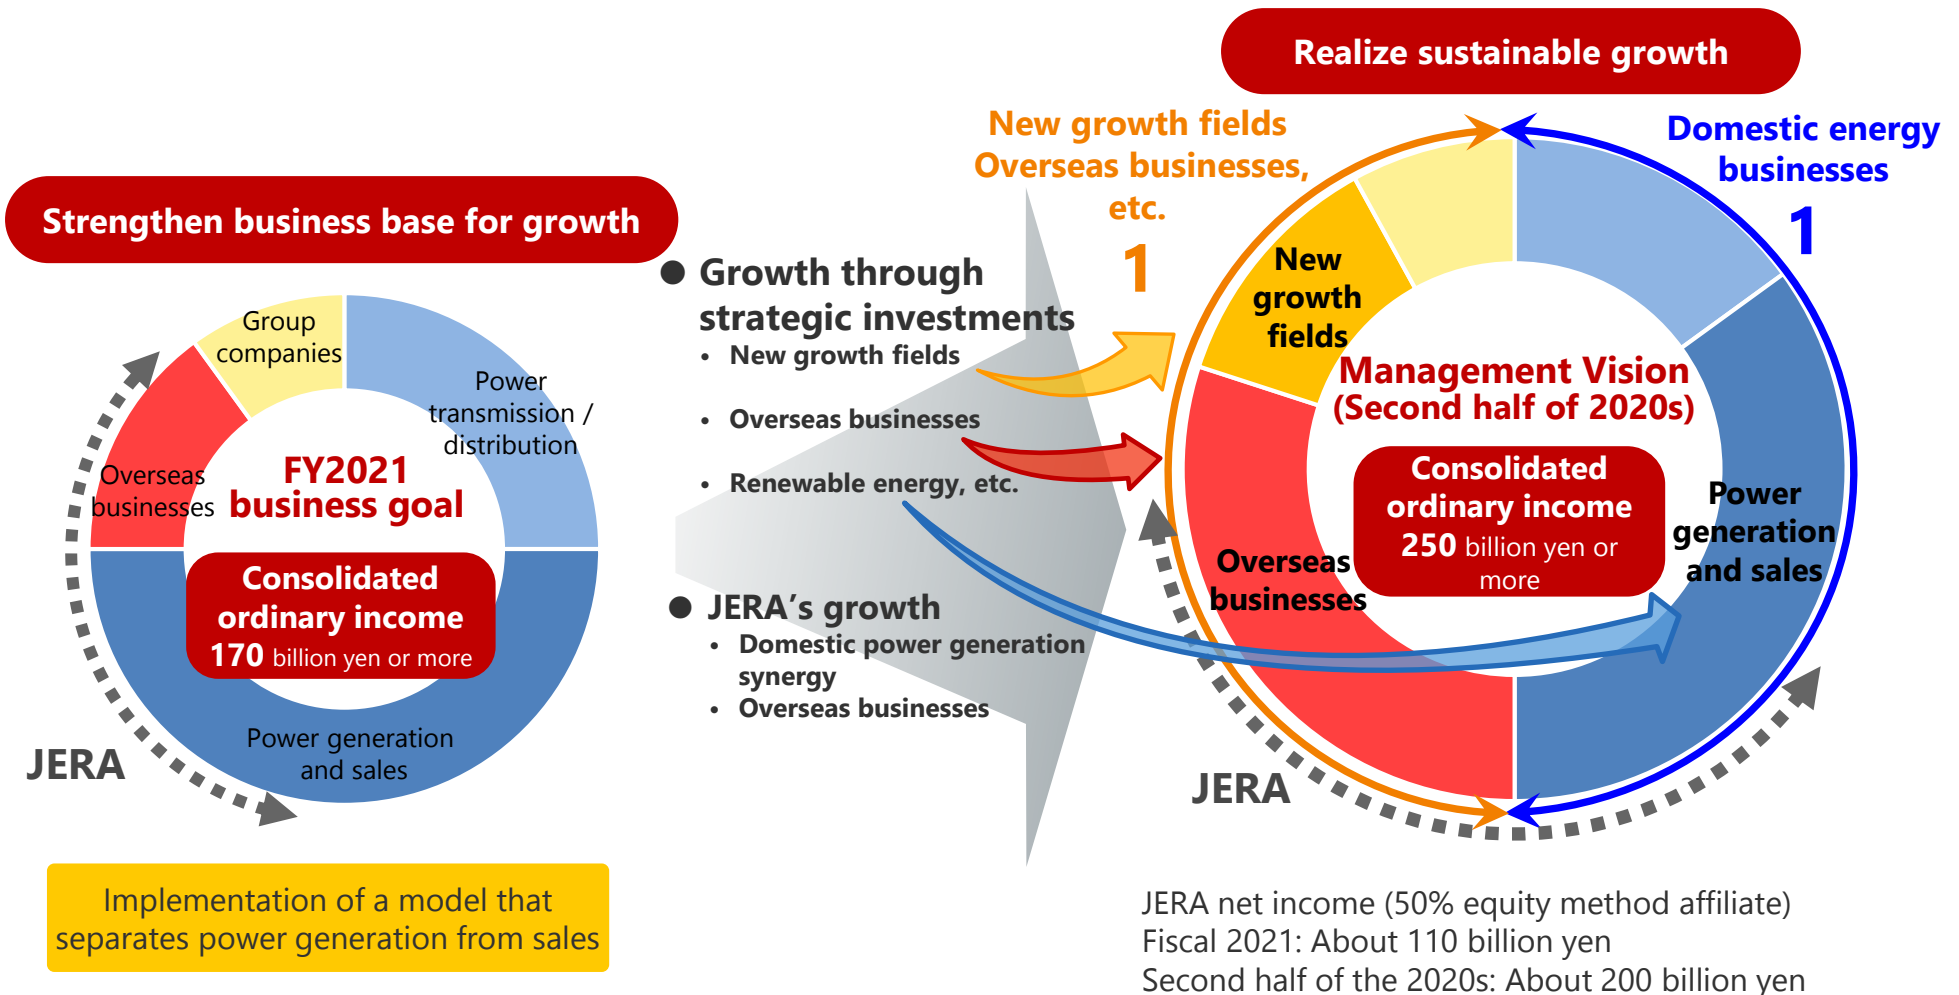 Realize sustainable growth
New growth fields
Overseas businesses,
etc.
1
Domestic energy
businesses
1
Strengthen business base for growth
Group
companies
Power
transmission /
distribution
Overseas
businesses
FY2021
business goal
Consolidated
ordinary income
170 billion yen or more
Power generation
and sales
JERA
Implementation of a model that
separates power generation from sales
● Growth through
strategic investments
• New growth fields
• Overseas businesses
• Renewable energy, etc.
● JERA’s growth
• Domestic power generation
synergy
• Overseas businesses
New
growth
fields
Management Vision
(Second half of 2020s)
Consolidated
ordinary income
250 billion yen or
more
Power
generation
and sales
Overseas
businesses
JERA
JERA net income (50% equity method affiliate)
Fiscal 2021: About 110 billion yen
Second half of the 2020s: About 200 billion yen